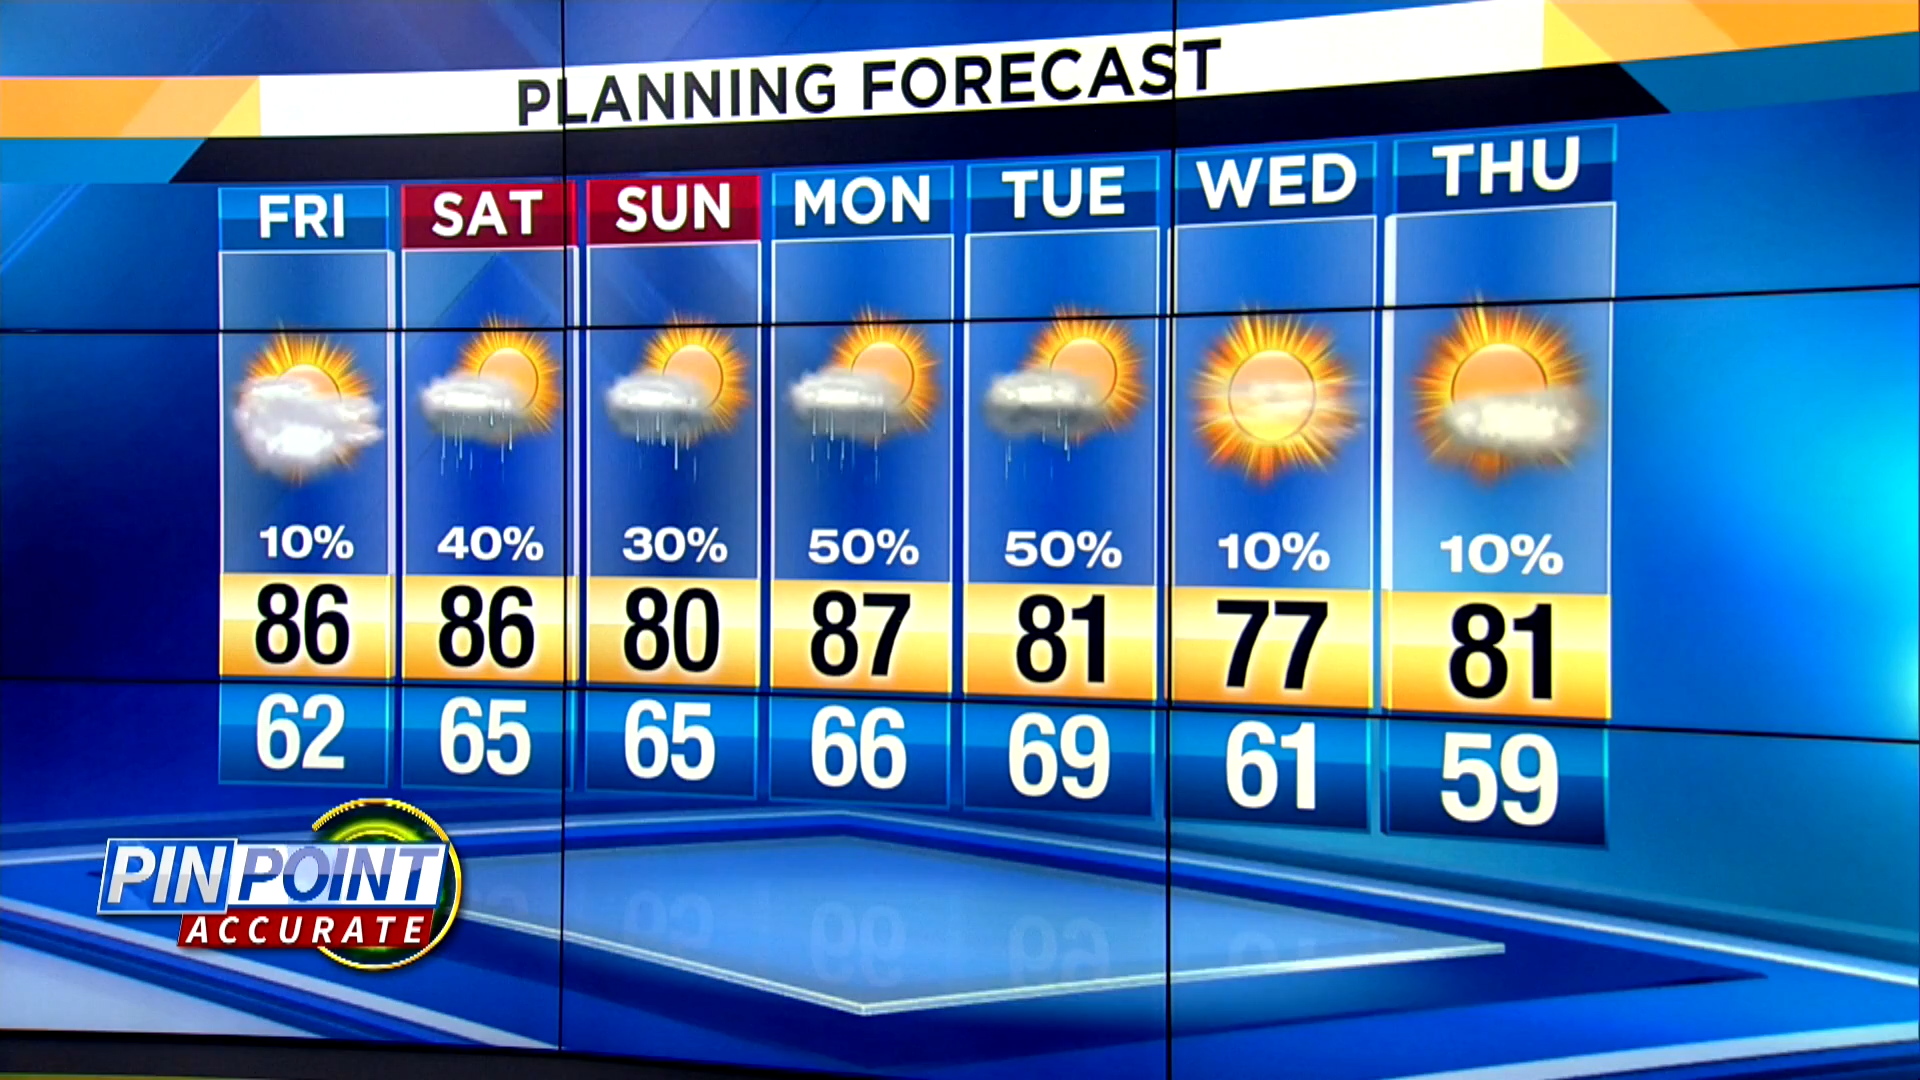 PLANNING FORECAST
FRI SAT SUN MON TUE WED THU
10% 40% 30% 50% 50% 10% 10%
86 86 80 87 81 77 81
62 65 65 66 69 61 59
PINPOINT
ACCURATE